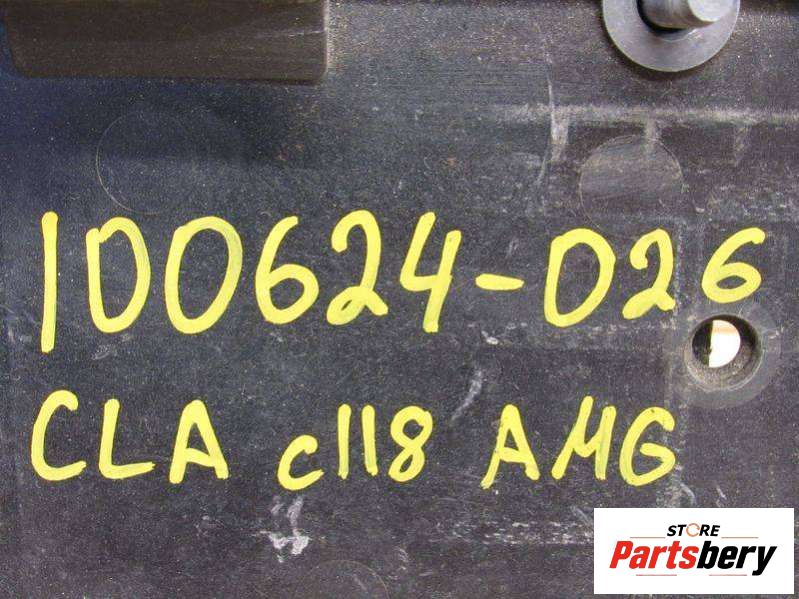 100624-026
CLA c118 AMG
STORE
Partsbery